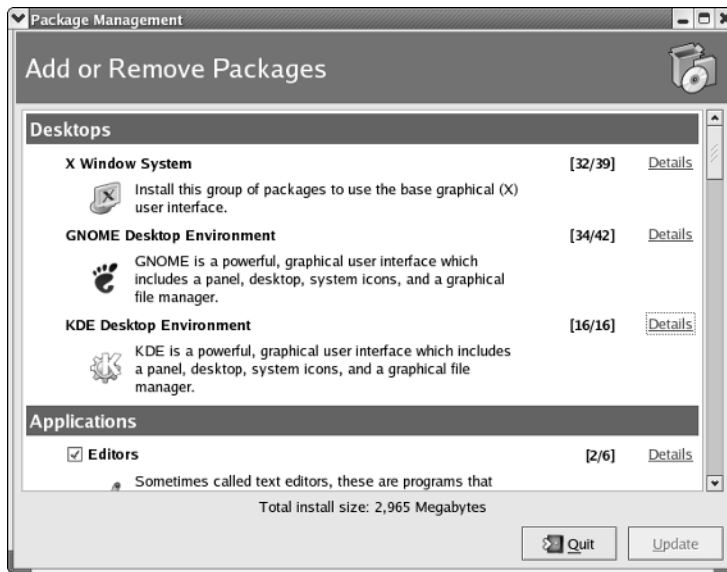 Package Management
Add or Remove Packages
Desktops
X Window System [32/39] Details
Install this group of packages to use the base graphical (X)
user interface.
GNOME Desktop Environment [34/42] Details
GNOME is a powerful, graphical user interface which
includes a panel, desktop, system icons, and a graphical
file manager.
KDE Desktop Environment [16/16] Details
KDE is a powerful, graphical user interface which includes
a panel, desktop, system icons, and a graphical file
manager.
Applications
Editors [2/6] Details
Sometimes called text editors, these are programs that
Total install size: 2,965 Megabytes
Quit Update